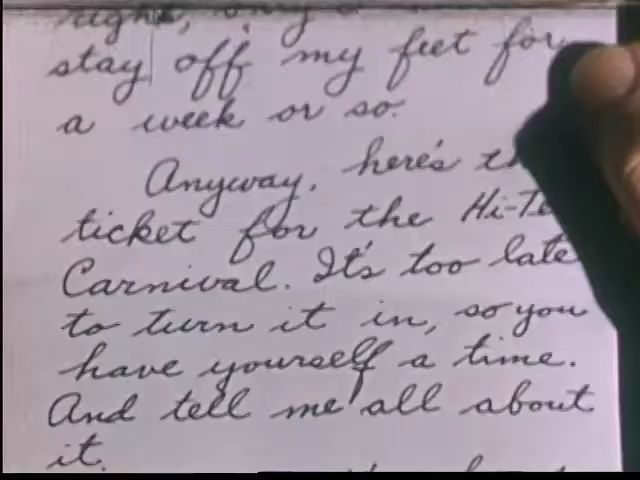 stay off my feet for
a week or so.
Anyway, here's
ticket for the
Carnival. It's too late
to turn it in, so you
have yourself a time.
And tell me all about
it.